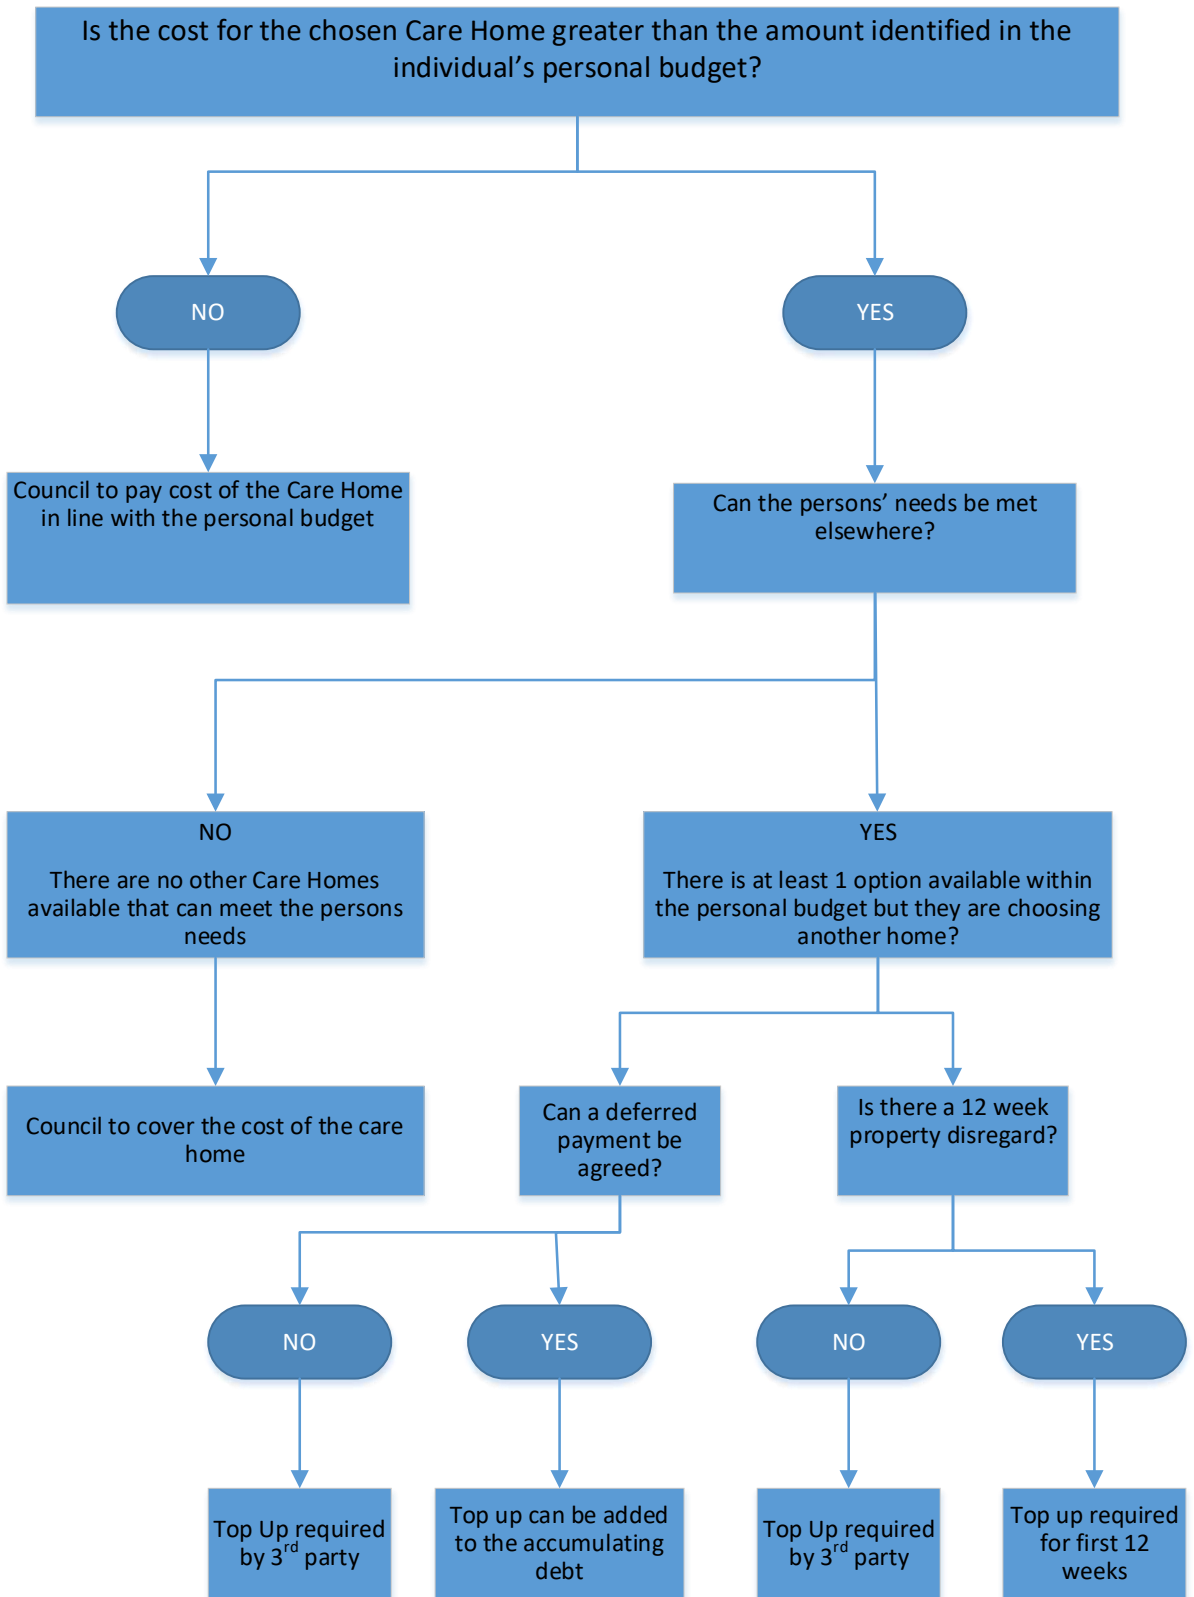 Is the cost for the chosen Care Home greater than the amount identified in the
individual’s personal budget?
NO
YES
Council to pay cost of the Care Home
in line with the personal budget
Can the persons’ needs be met
elsewhere?
NO
There are no other Care Homes
available that can meet the persons
needs
YES
There is at least 1 option available within
the personal budget but they are choosing
another home?
Council to cover the cost of the care
home
Can a deferred
payment be
agreed?
Is there a 12 week
property disregard?
NO
YES
NO
YES
Top Up required
by 3rd party
Top up can be added
to the accumulating
debt
Top Up required
by 3rd party
Top up required
for first 12
weeks